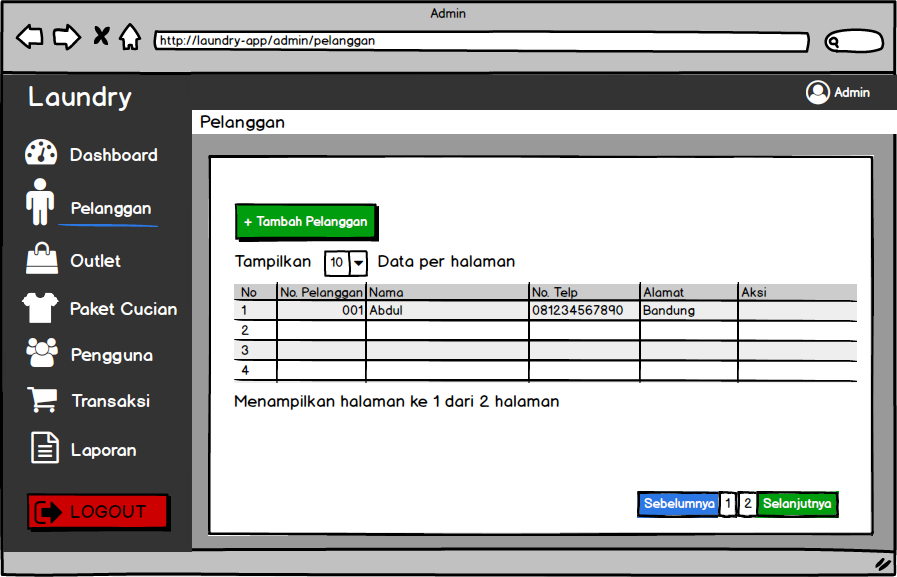 Admin
http://laundry-app/admin/pelanggan
Laundry
Admin
Pelanggan
Dashboard
Pelanggan
Outlet
Paket Cucian
Pengguna
Transaksi
Laporan
LOGOUT
+ Tambah Pelanggan
Tampilkan 10 Data per halaman
No No. Pelanggan Nama No. Telp Alamat Aksi
1 001 Abdul 081234567890 Bandung
2
3
4
Menampilkan halaman ke 1 dari 2 halaman
Sebelumnya 1 2 Selanjutnya